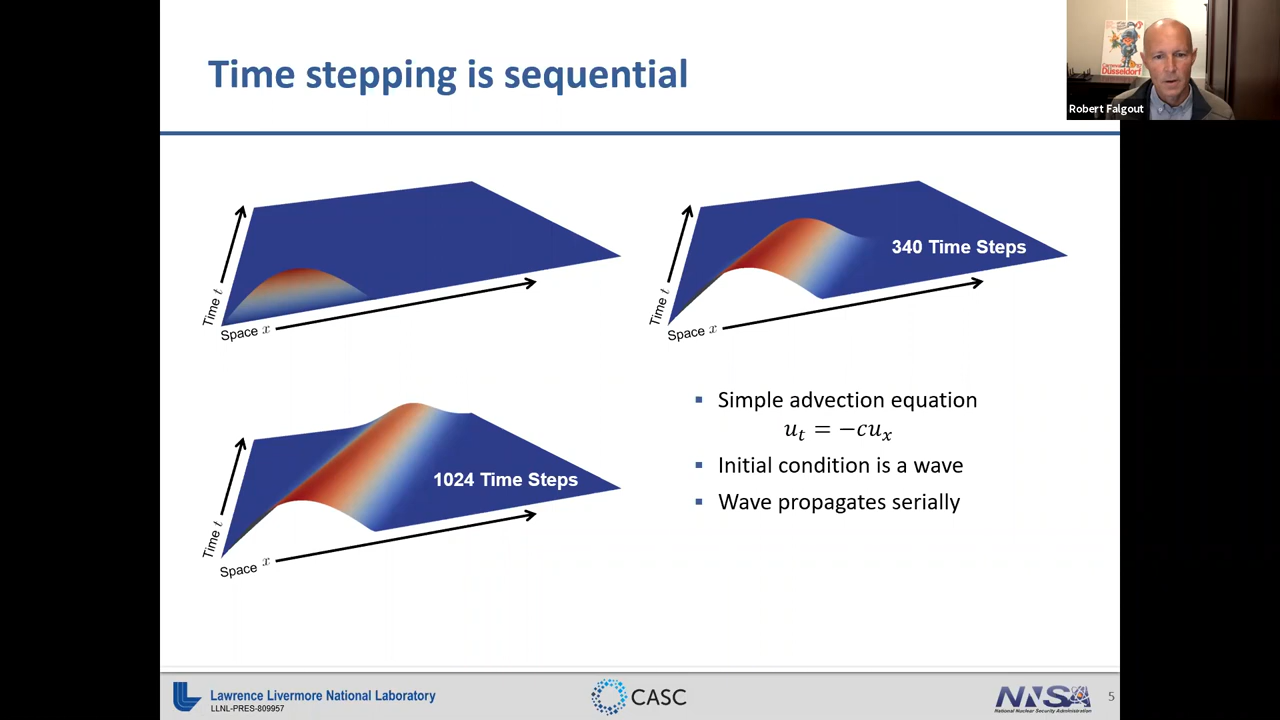 Time stepping is sequential
Robert Falgout
Düsseldorf
Time t
Space x
340 Time Steps
Time t
Space x
1024 Time Steps
Time t
Space x
▪ Simple advection equation
u_t = −cu_x
▪ Initial condition is a wave
▪ Wave propagates serially
Lawrence Livermore National Laboratory
LLNL-PRES-809957
CASC
NNSA
National Nuclear Security Administration
5